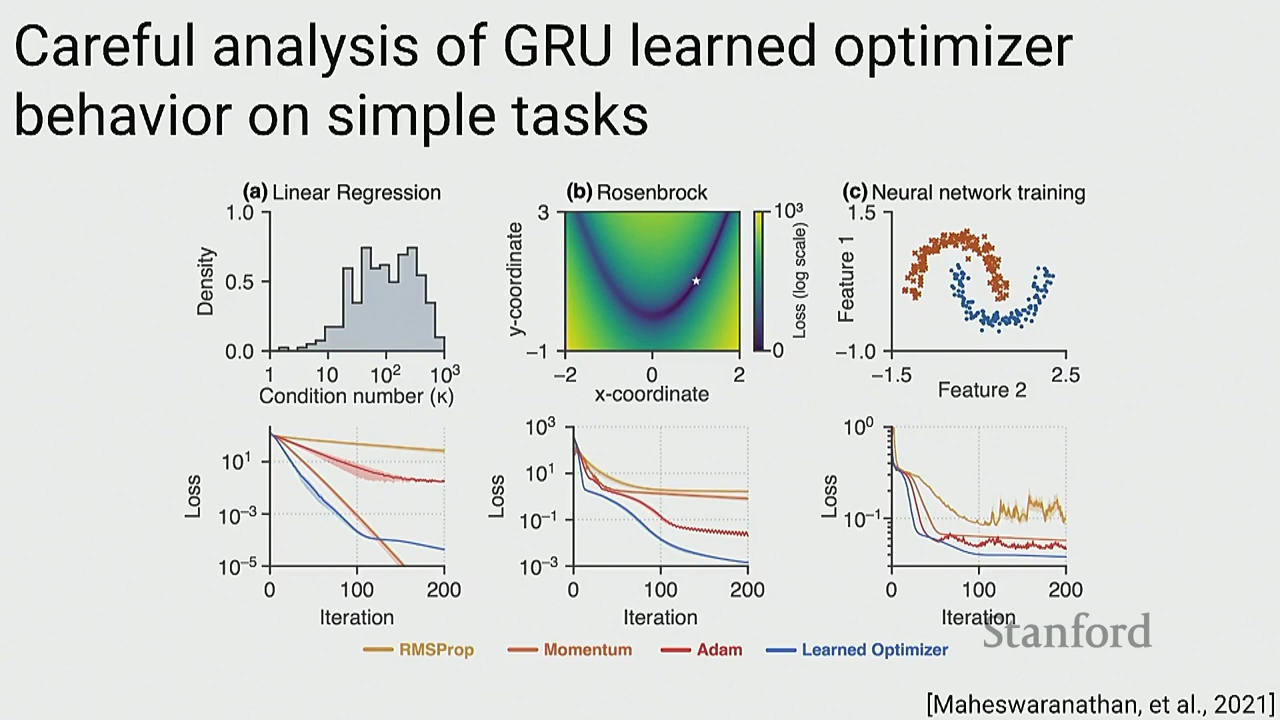 Careful analysis of GRU learned optimizer
behavior on simple tasks
(a) Linear Regression
1.0
0.5
0.0
Density
1 10 10² 10³
Condition number (κ)
(b) Rosenbrock
3
−1
y-coordinate
−2 0 2
x-coordinate
10³
0
Loss (log scale)
(c) Neural network training
1.5
−1.0
Feature 1
−1.5 2.5
Feature 2
10¹
10⁻³
10⁻⁵
Loss
0 100 200
Iteration
10³
10¹
10⁻¹
10⁻³
Loss
0 100 200
Iteration
10⁰
10⁻¹
Loss
0 100 200
Iteration
Stanford
RMSProp Momentum Adam Learned Optimizer
[Maheswaranathan, et al., 2021]